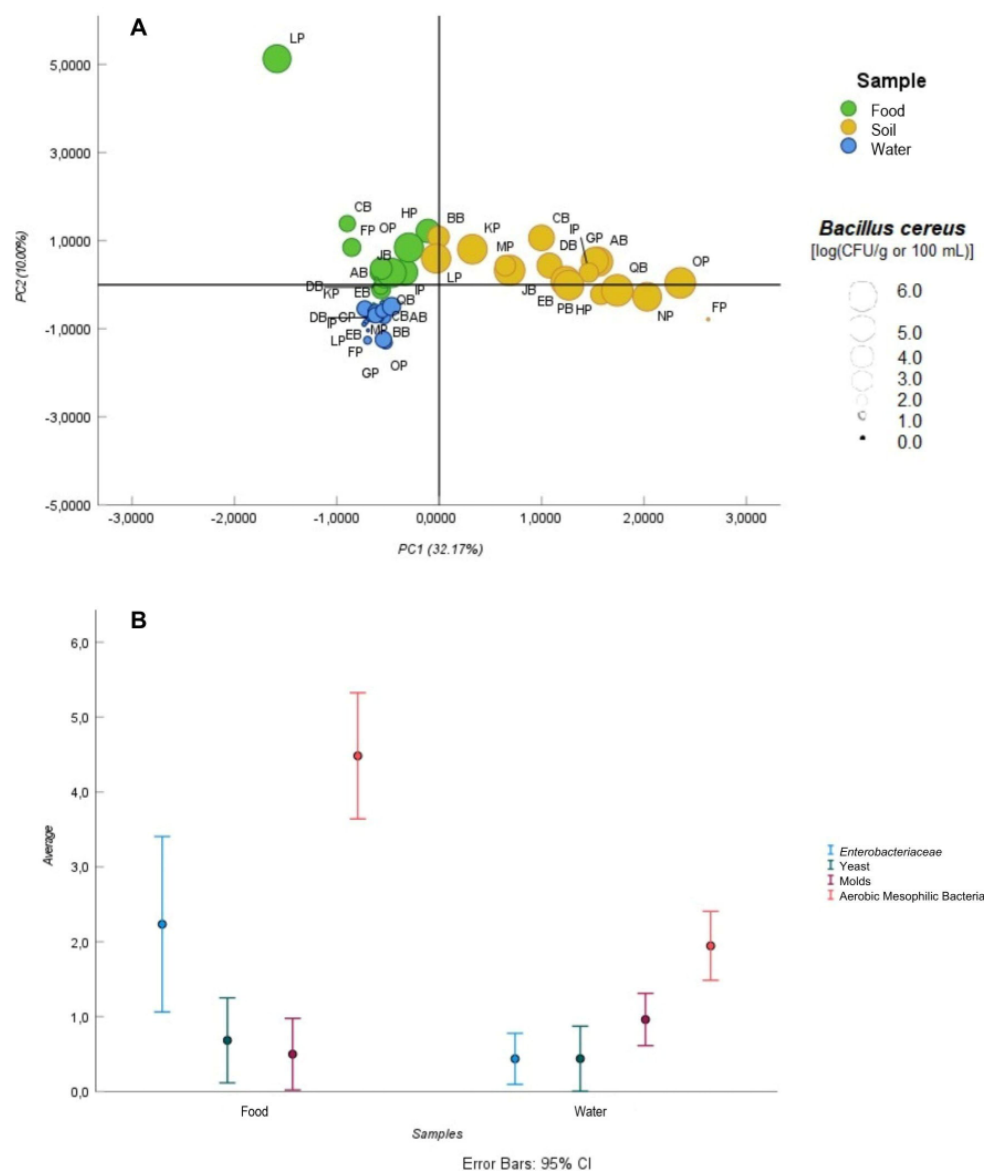 A
LP
5,0000
3,0000
1,0000
-1,0000
-3,0000
-5,0000
PC2 (10.00%)
CB
FP
OP
HP
BB
KP
CB
IP
DB
GP
AB
MP
JB
AB
LP
QB
OP
DB
KP
EB
IP
JB
EB
PB
HP
NP
FP
QB
DB
GP
CB
AB
IP
MP
EB
BB
LP
FP
GP
OP
-3,0000
-2,0000
-1,0000
0,0000
1,0000
2,0000
3,0000
PC1 (32.17%)
Sample
Food
Soil
Water
Bacillus cereus
[log(CFU/g or 100 mL)]
6.0
5.0
4.0
3.0
2.0
1.0
0.0
B
6,0
5,0
4,0
3,0
2,0
1,0
0,0
Average
Food
Water
Samples
Error Bars: 95% CI
Enterobacteriaceae
Yeast
Molds
Aerobic Mesophilic Bacteria